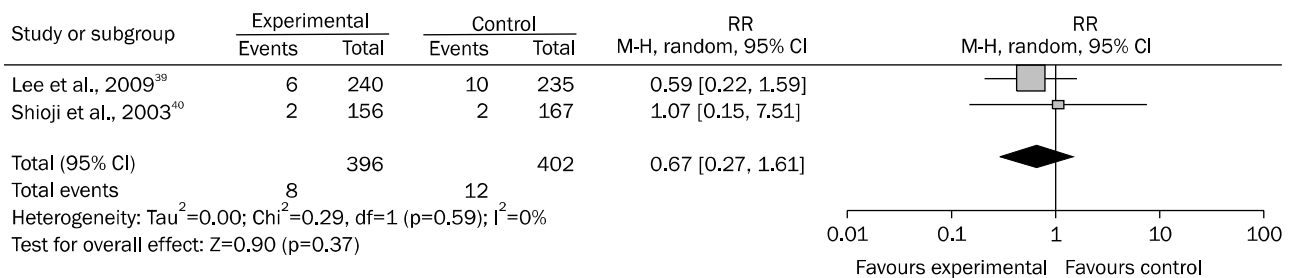 Study or subgroup Experimental Control RR RR
Events Total Events Total M-H, random, 95% CI M-H, random, 95% CI
Lee et al., 2009³⁹ 6 240 10 235 0.59 [0.22, 1.59]
Shioji et al., 2003⁴⁰ 2 156 2 167 1.07 [0.15, 7.51]
Total (95% CI) 396 402 0.67 [0.27, 1.61]
Total events 8 12
Heterogeneity: Tau²=0.00; Chi²=0.29, df=1 (p=0.59); I²=0%
Test for overall effect: Z=0.90 (p=0.37)
0.01 0.1 1 10 100
Favours experimental Favours control